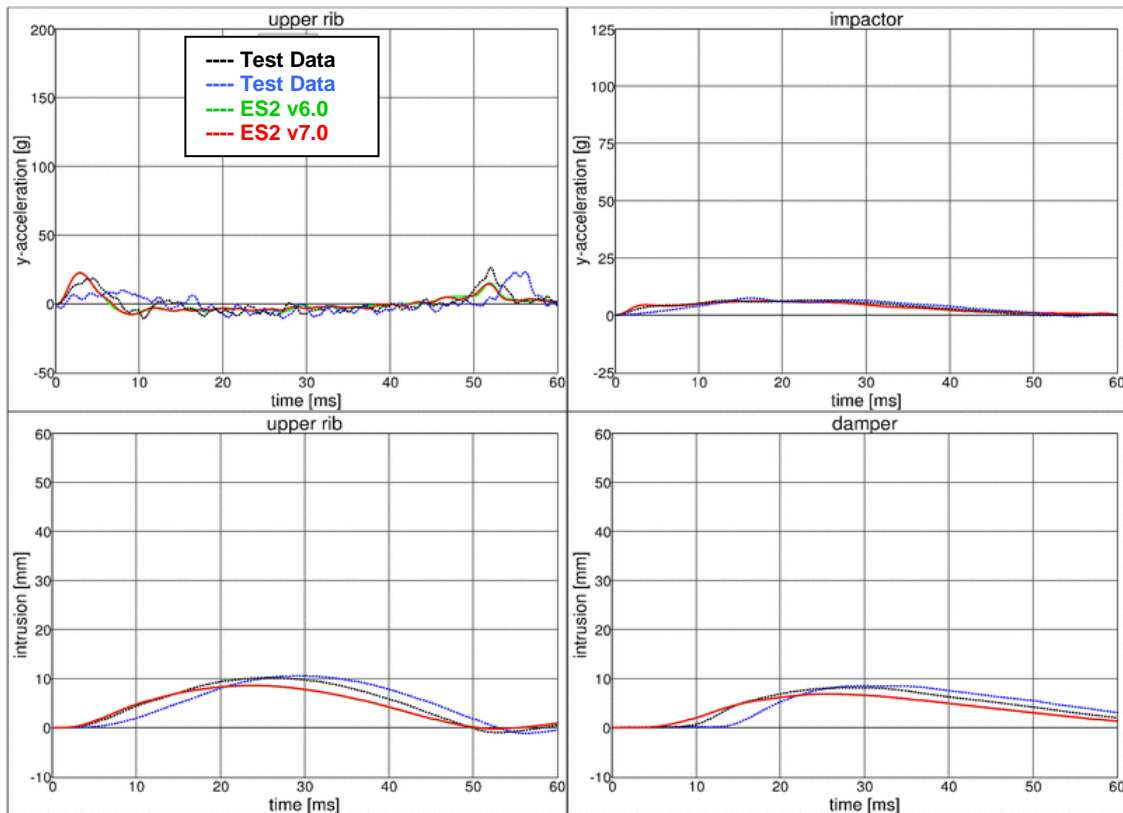 upper rib
200
150
100
50
0
-50
y-acceleration [g]
---- Test Data
---- Test Data
---- ES2 v6.0
---- ES2 v7.0
0 10 20 30 40 50 60
time [ms]
impactor
125
100
75
50
25
0
-25
y-acceleration [g]
0 10 20 30 40 50 60
time [ms]
upper rib
60
50
40
30
20
10
0
-10
intrusion [mm]
0 10 20 30 40 50 60
time [ms]
damper
60
50
40
30
20
10
0
-10
intrusion [mm]
0 10 20 30 40 50 60
time [ms]